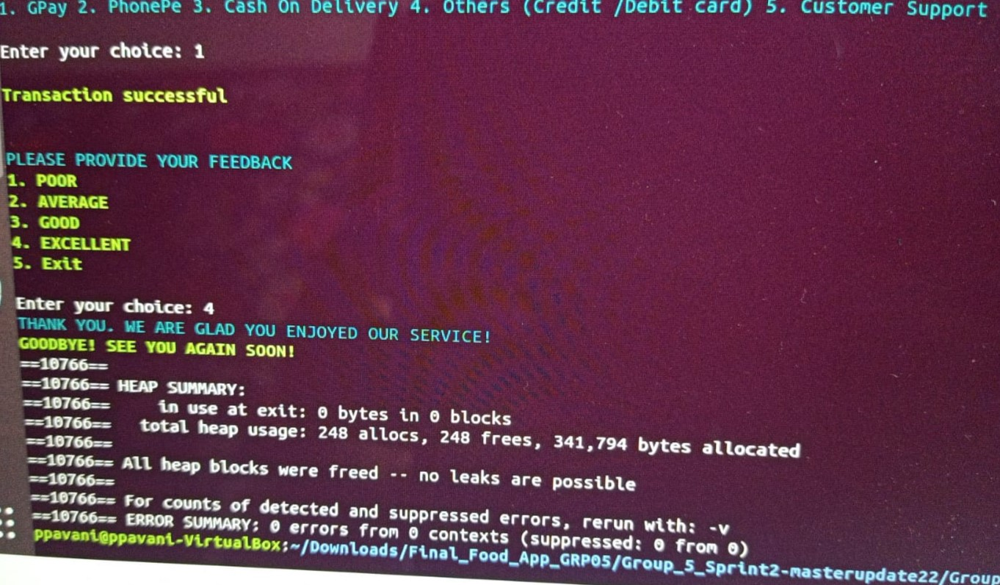 1. GPay 2. PhonePe 3. Cash On Delivery 4. Others (Credit /Debit card) 5. Customer Support
Enter your choice: 1
Transaction successful
PLEASE PROVIDE YOUR FEEDBACK
1. POOR
2. AVERAGE
3. GOOD
4. EXCELLENT
5. Exit
Enter your choice: 4
THANK YOU. WE ARE GLAD YOU ENJOYED OUR SERVICE!
GOODBYE! SEE YOU AGAIN SOON!
==10766==
==10766== HEAP SUMMARY:
==10766==     in use at exit: 0 bytes in 0 blocks
==10766==   total heap usage: 248 allocs, 248 frees, 341,794 bytes allocated
==10766==
==10766== All heap blocks were freed -- no leaks are possible
==10766==
==10766== For counts of detected and suppressed errors, rerun with: -v
==10766== ERROR SUMMARY: 0 errors from 0 contexts (suppressed: 0 from 0)
ppavani@ppavani-VirtualBox:~/Downloads/Final_Food_App_GRP05/Group_5_Sprint2-masterupdate22/Group